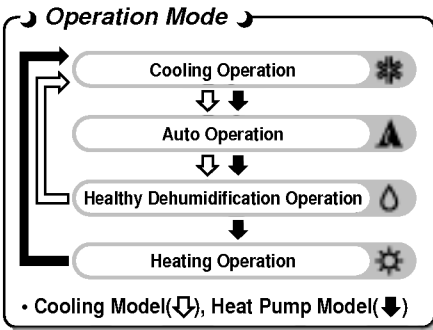 Operation Mode
Cooling Operation
Auto Operation
Healthy Dehumidification Operation
Heating Operation
• Cooling Model(⇩), Heat Pump Model(⬇)